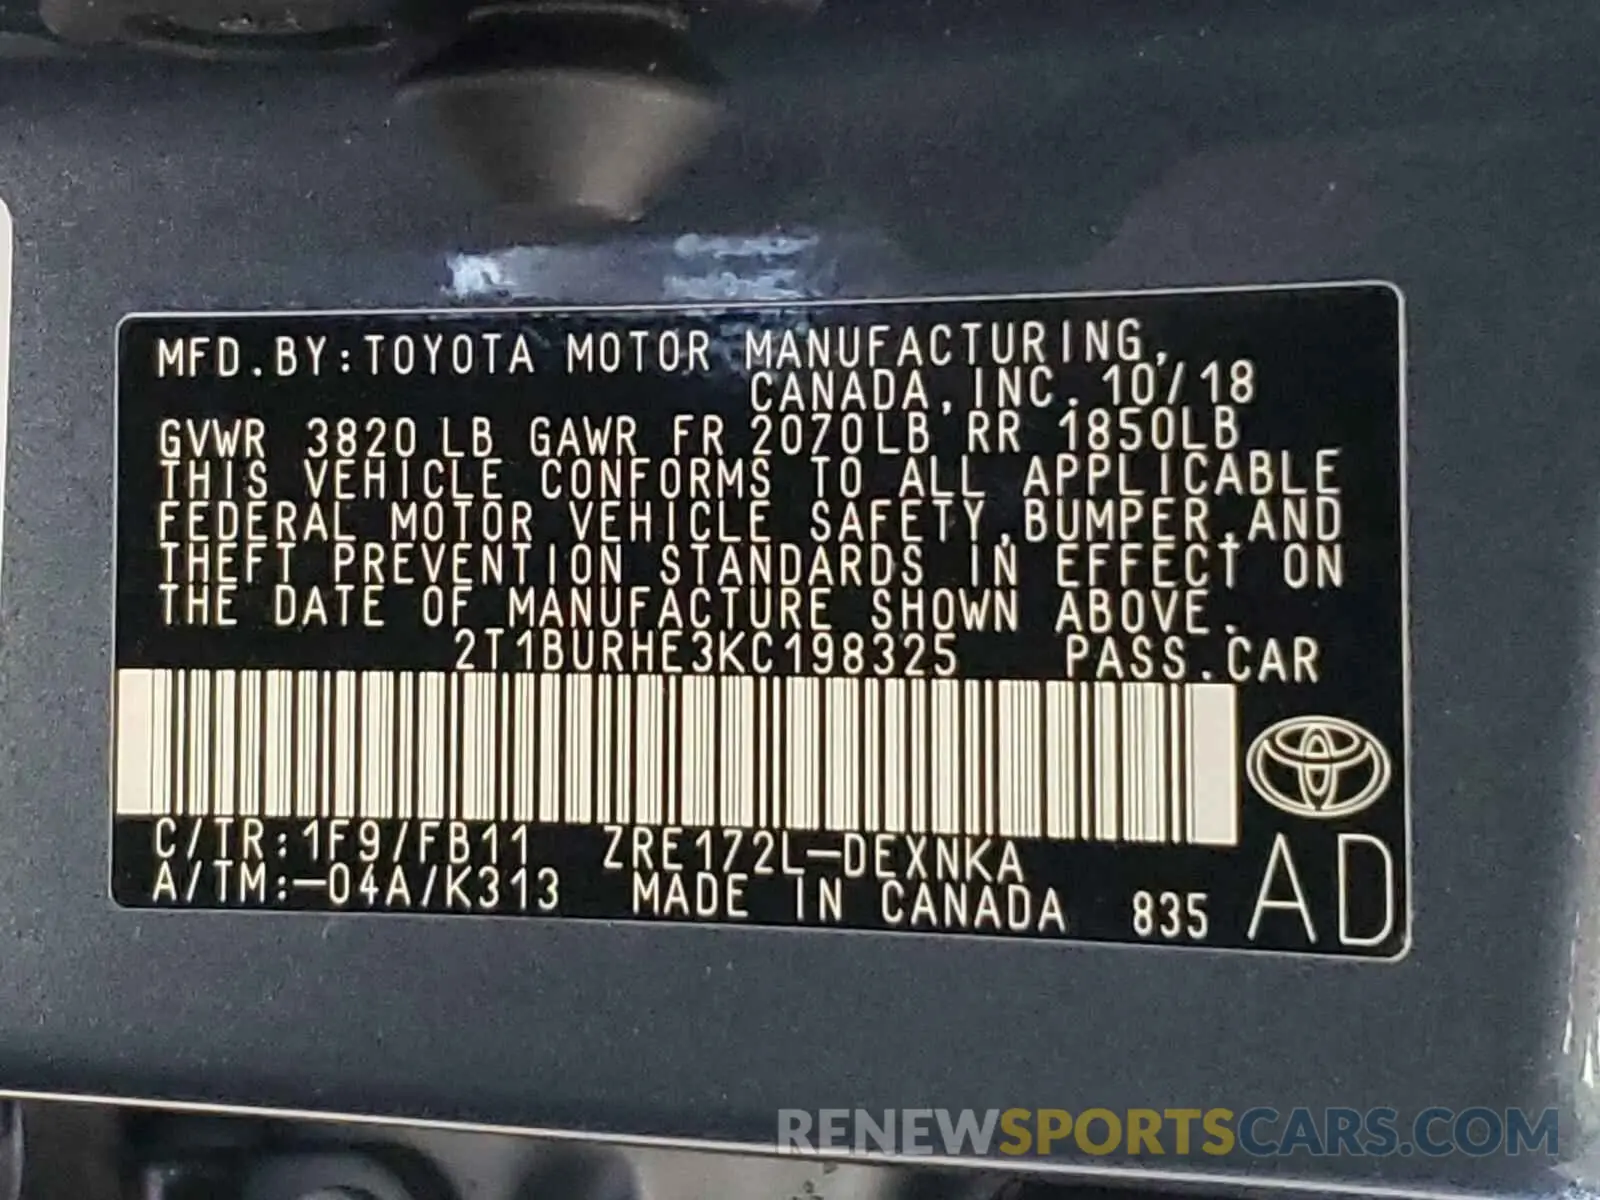 MFD.BY:TOYOTA MOTOR MANUFACTURING,
CANADA,INC. 10/18
GVWR 3820 LB GAWR FR 2070LB RR 1850LB
THIS VEHICLE CONFORMS TO ALL APPLICABLE
FEDERAL MOTOR VEHICLE SAFETY,BUMPER,AND
THEFT PREVENTION STANDARDS IN EFFECT ON
THE DATE OF MANUFACTURE SHOWN ABOVE.
2T1BURHE3KC198325 PASS.CAR
C/TR:1F9/FB11 ZRE172L-DEXNKA
A/TM:-04A/K313 MADE IN CANADA 835 AD
RENEWSPORTSCARS.COM